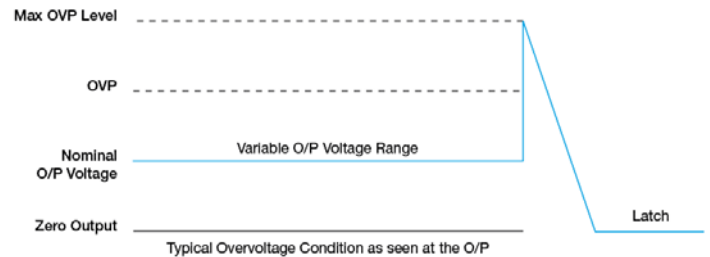 Max OVP Level
OVP
Variable O/P Voltage Range
Nominal
O/P Voltage
Zero Output
Latch
Typical Overvoltage Condition as seen at the O/P